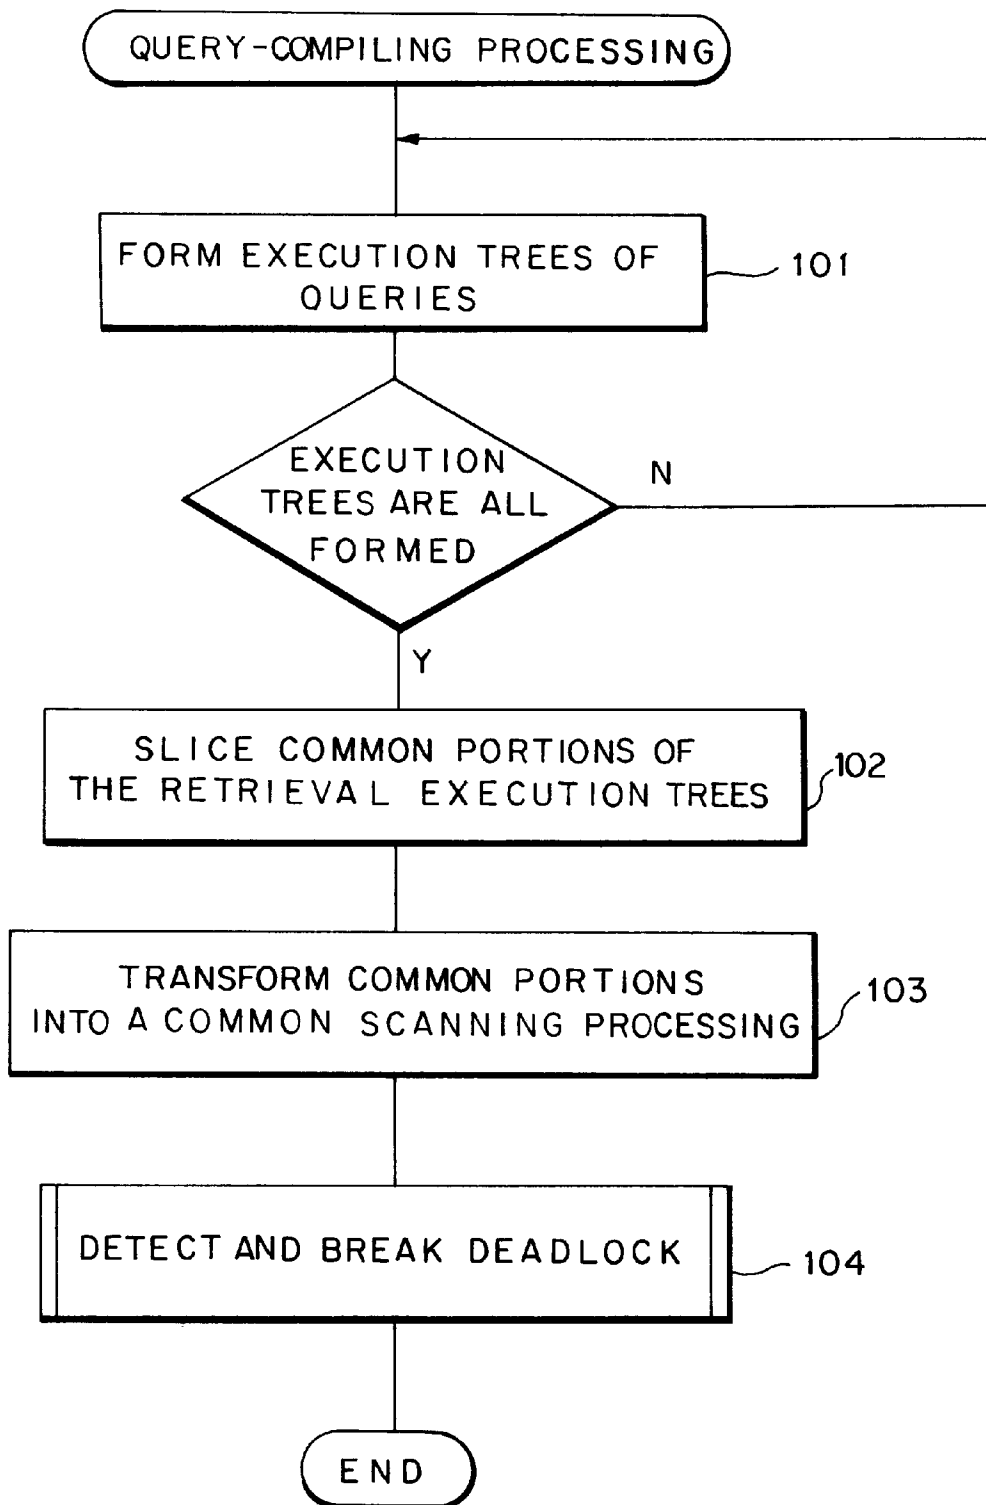 QUERY-COMPILING PROCESSING
FORM EXECUTION TREES OF
QUERIES
101
EXECUTION
TREES ARE ALL
FORMED
N
Y
SLICE COMMON PORTIONS OF
THE RETRIEVAL EXECUTION TREES
102
TRANSFORM COMMON PORTIONS
INTO A COMMON SCANNING PROCESSING
103
DETECT AND BREAK DEADLOCK
104
END